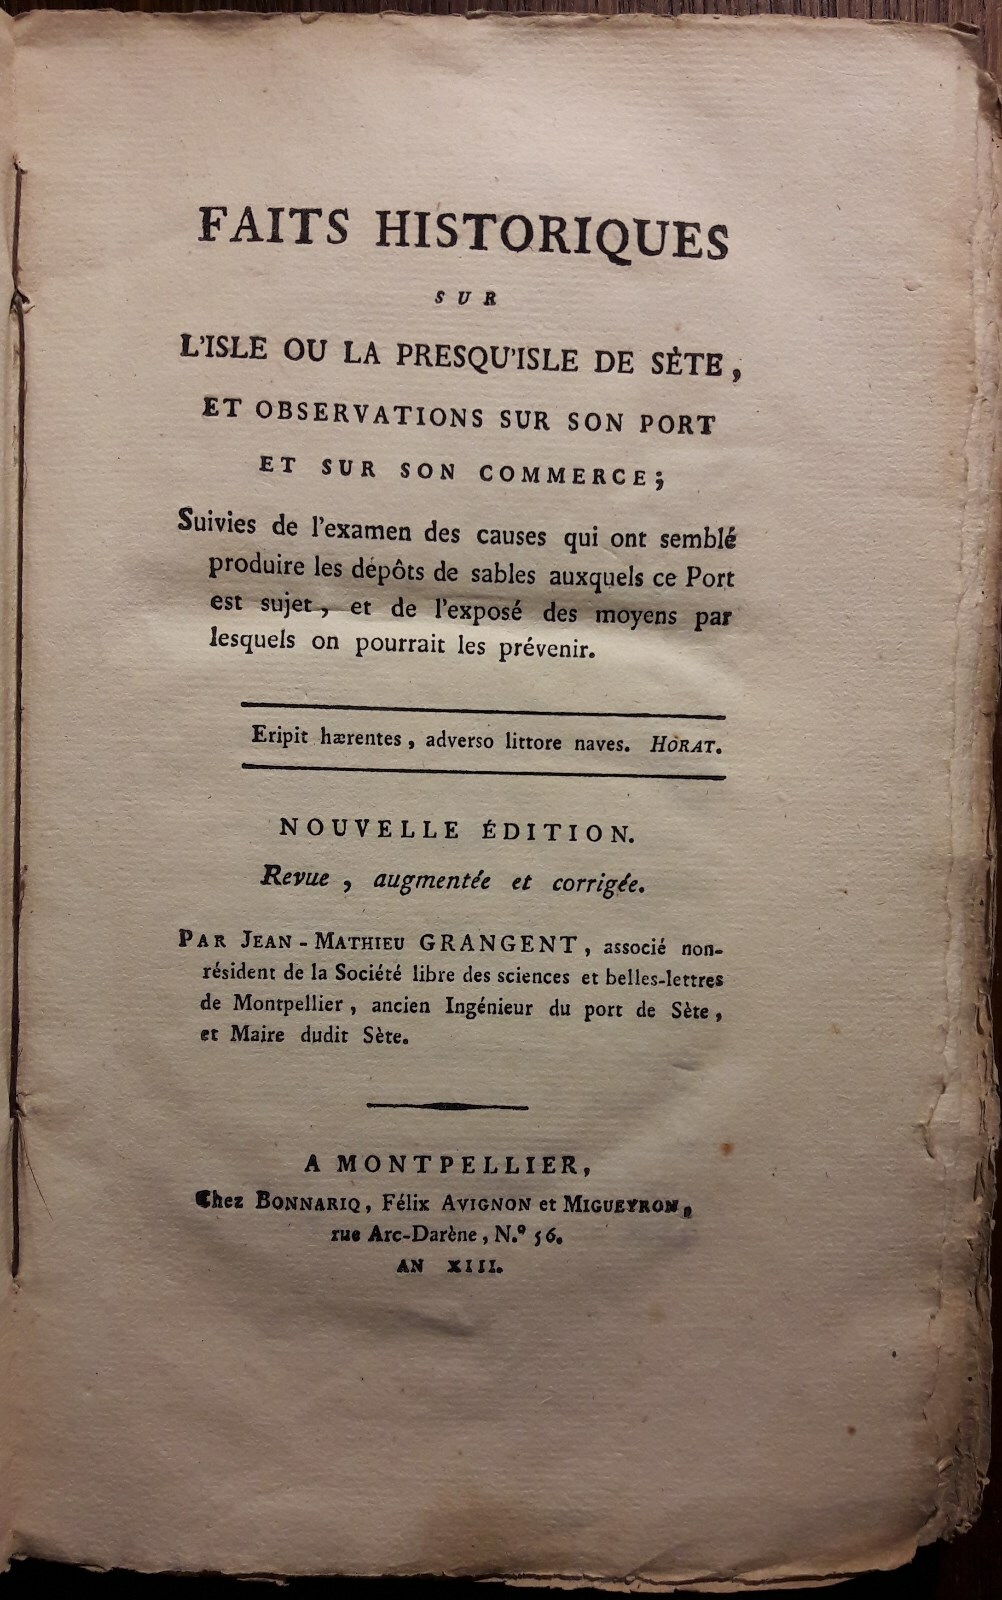 FAITS HISTORIQUES
SUR
L'ISLE OU LA PRESQU'ISLE DE SÈTE,
ET OBSERVATIONS SUR SON PORT
ET SUR SON COMMERCE;
Suivies de l'examen des causes qui ont semblé
produire les dépôts de sables auxquels ce Port
est sujet, et de l'exposé des moyens par
lesquels on pourrait les prévenir.
Eripit hærentes, adverso littore naves. HORAT.
NOUVELLE ÉDITION.
Revue, augmentée et corrigée.
PAR JEAN-MATHIEU GRANGENT, associé non-
résident de la Société libre des sciences et belles-lettres
de Montpellier, ancien Ingénieur du port de Sète,
et Maire dudit Sète.
A MONTPELLIER,
Chez BONNARIQ, Félix AVIGNON et MIGUEYRON,
rue Arc-Darène, N.º 56.
AN XIII.